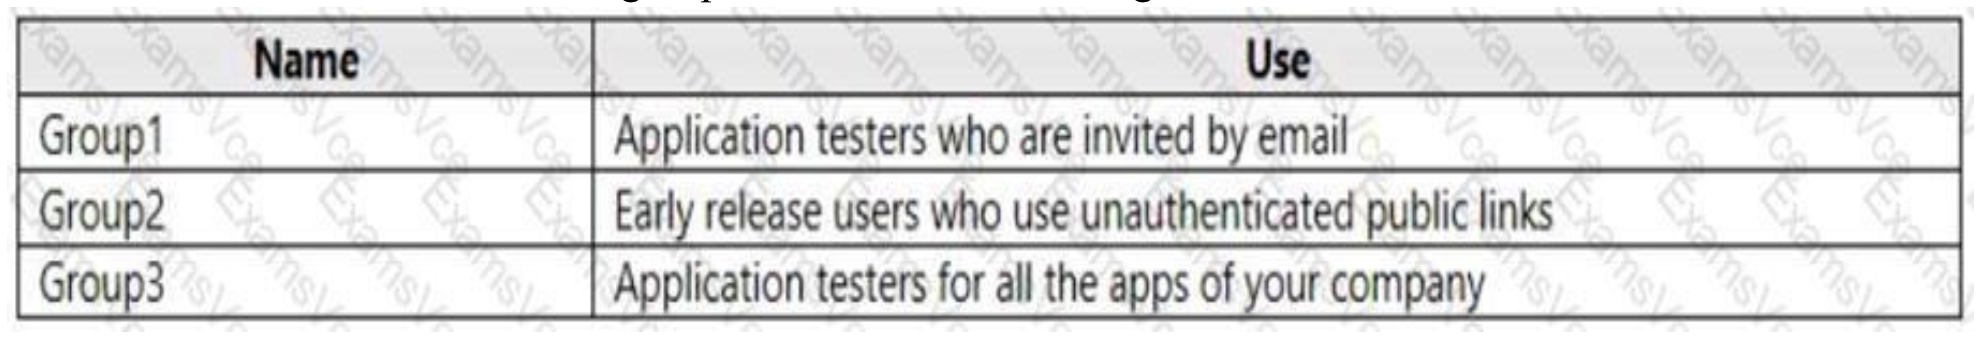 Name Use
Group1 Application testers who are invited by email
Group2 Early release users who use unauthenticated public links
Group3 Application testers for all the apps of your company
ExamsVce